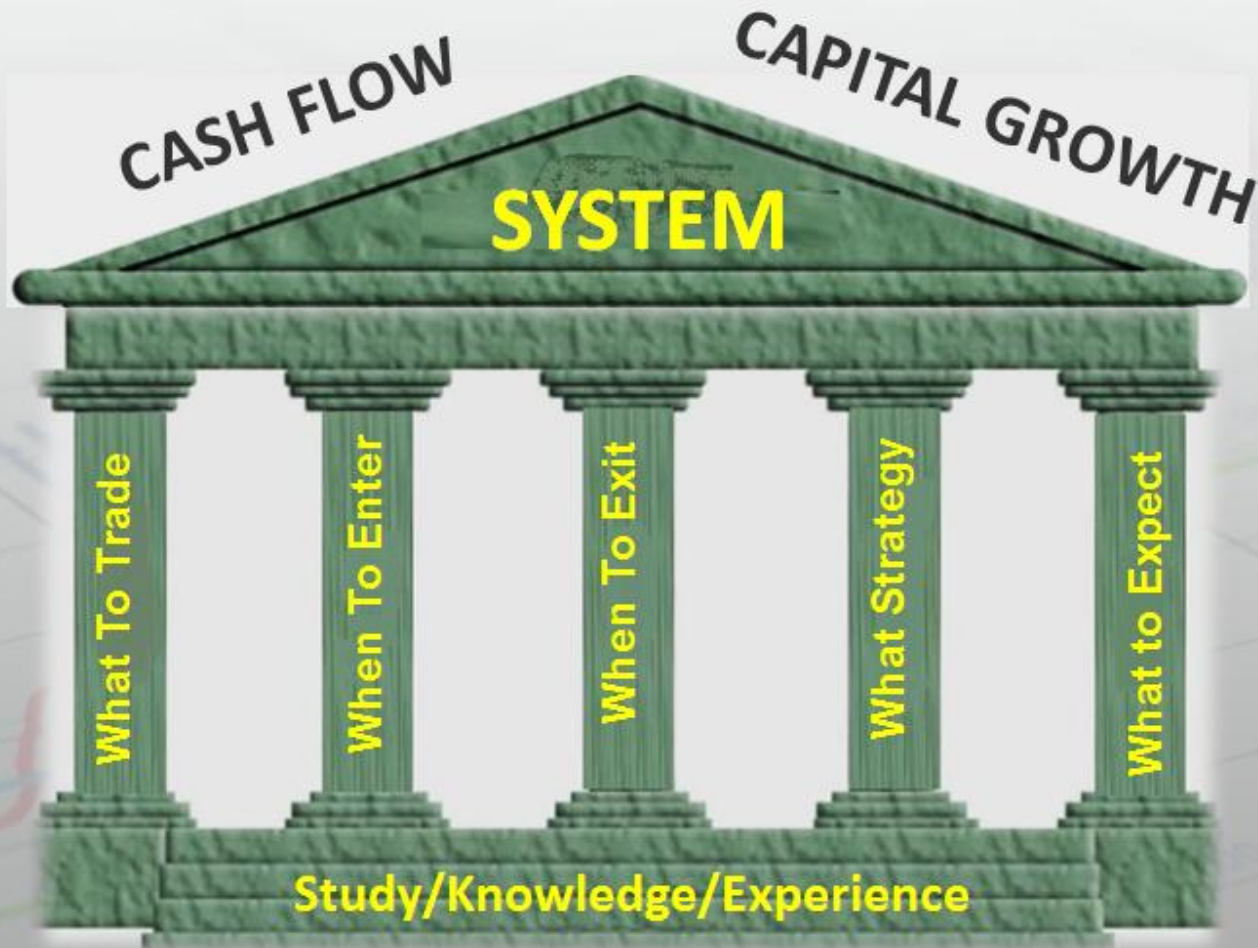 CASH FLOW
CAPITAL GROWTH
SYSTEM
What To Trade
When To Enter
When To Exit
What Strategy
What to Expect
Study/Knowledge/Experience